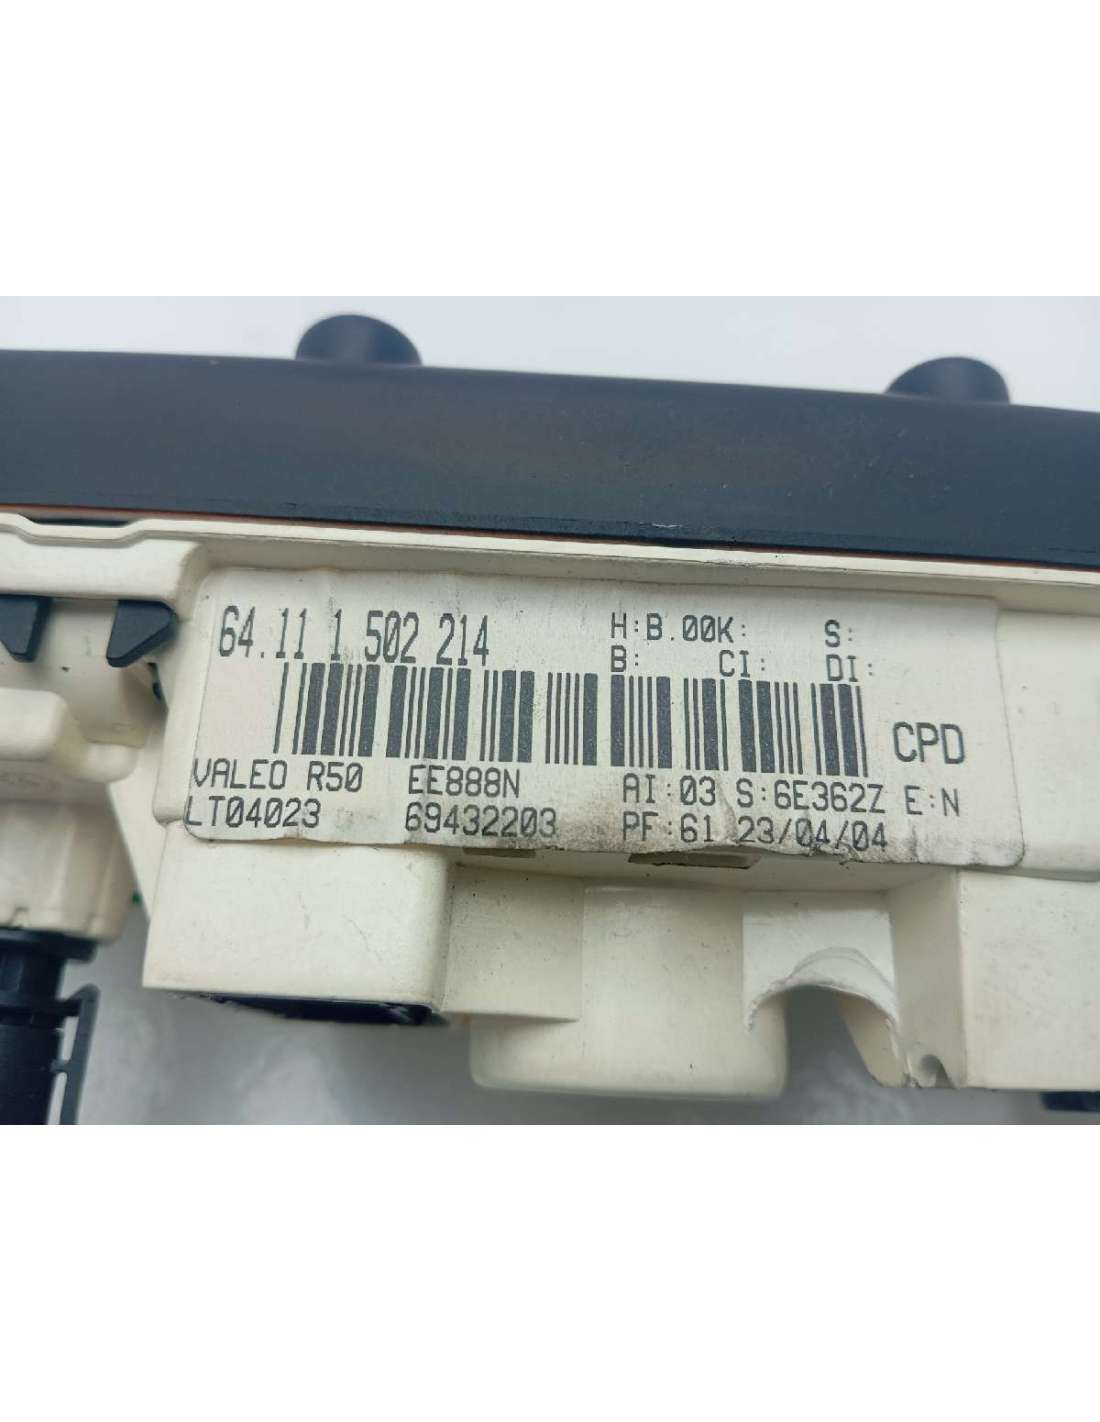 64.11 1 502 214
H:B.00K: S:
B: CI: DI:
CPD
VALEO R50 EE888N AI:03 S:6E362Z E:N
LT04023 69432203 PF:61 23/04/04